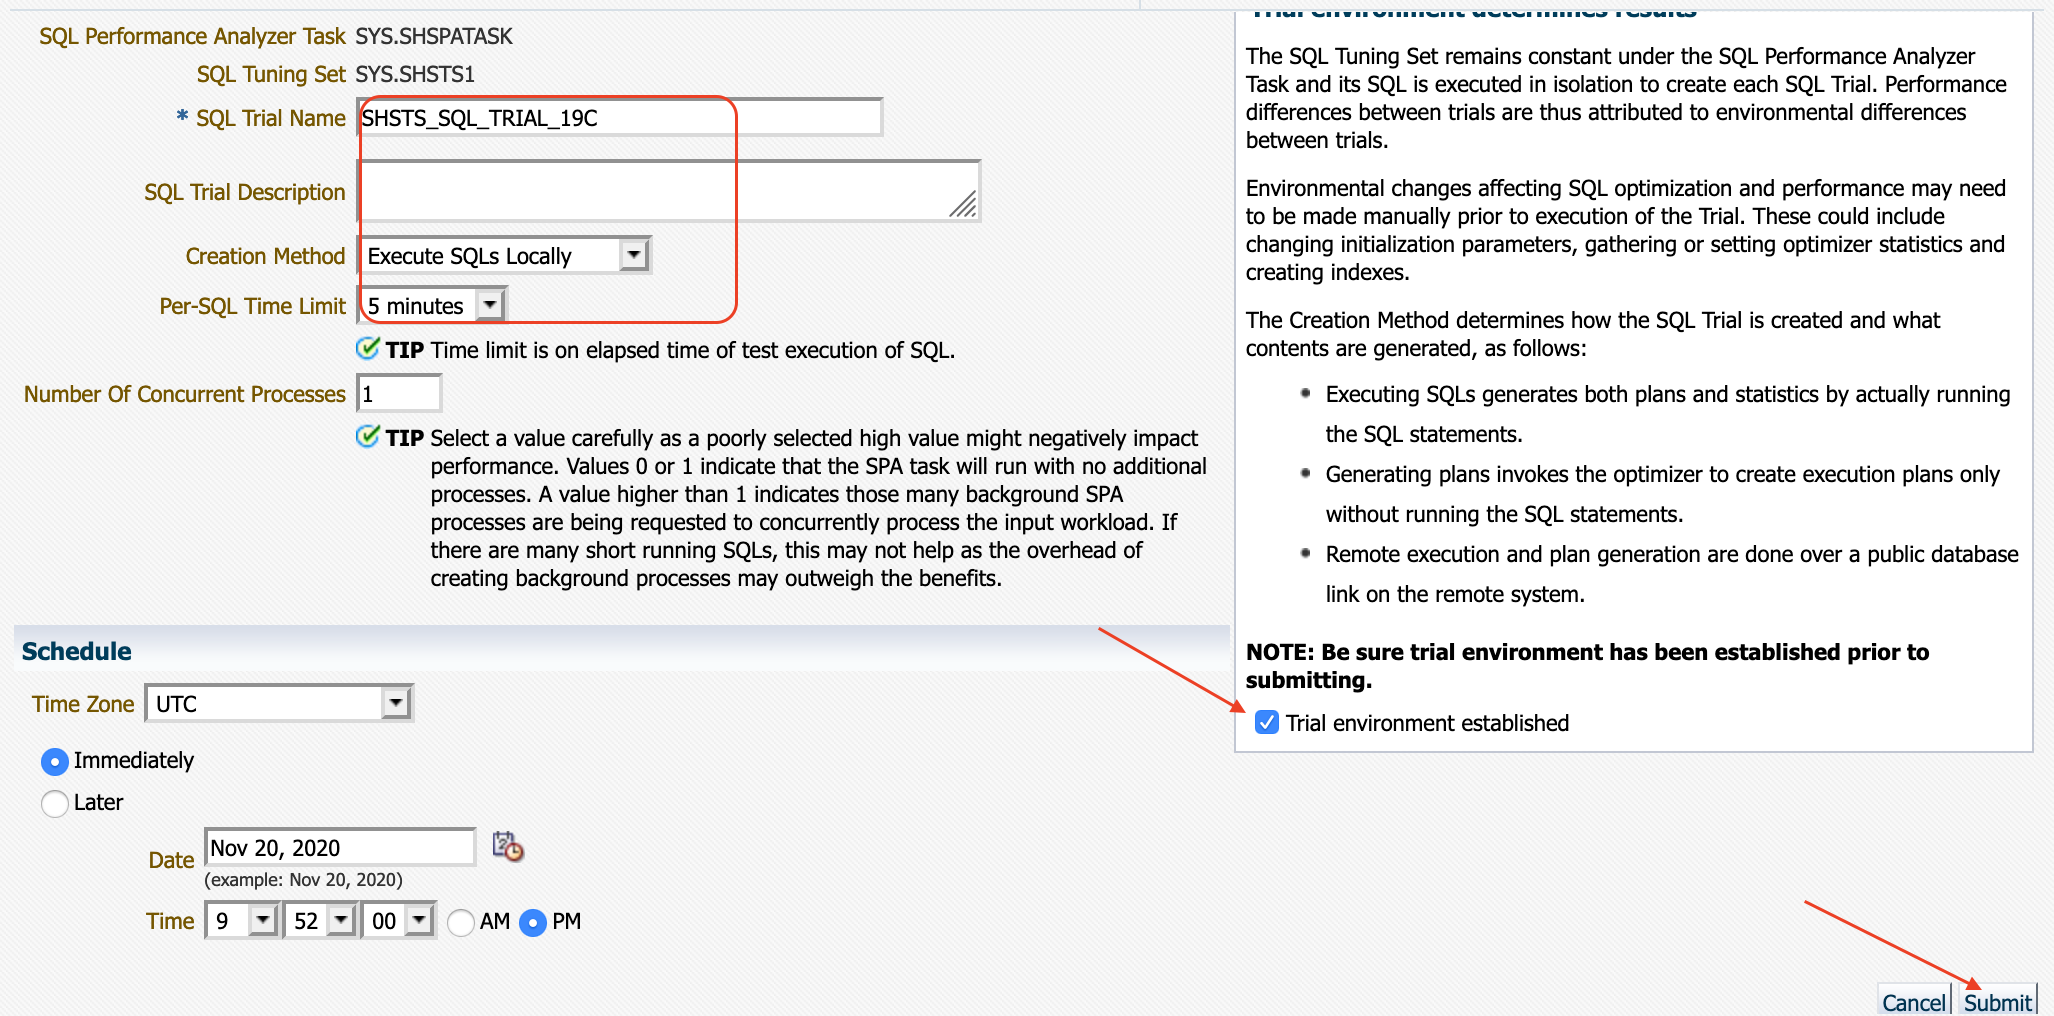 SQL Performance Analyzer Task SYS.SHSPATASK
SQL Tuning Set SYS.SHSTS1
* SQL Trial Name SHSTS_SQL_TRIAL_19C
SQL Trial Description
Creation Method Execute SQLs Locally
Per-SQL Time Limit 5 minutes
TIP Time limit is on elapsed time of test execution of SQL.
Number Of Concurrent Processes 1
TIP Select a value carefully as a poorly selected high value might negatively impact
performance. Values 0 or 1 indicate that the SPA task will run with no additional
processes. A value higher than 1 indicates those many background SPA
processes are being requested to concurrently process the input workload. If
there are many short running SQLs, this may not help as the overhead of
creating background processes may outweigh the benefits.
Trial environment determines results
The SQL Tuning Set remains constant under the SQL Performance Analyzer
Task and its SQL is executed in isolation to create each SQL Trial. Performance
differences between trials are thus attributed to environmental differences
between trials.
Environmental changes affecting SQL optimization and performance may need
to be made manually prior to execution of the Trial. These could include
changing initialization parameters, gathering or setting optimizer statistics and
creating indexes.
The Creation Method determines how the SQL Trial is created and what
contents are generated, as follows:
• Executing SQLs generates both plans and statistics by actually running
the SQL statements.
• Generating plans invokes the optimizer to create execution plans only
without running the SQL statements.
• Remote execution and plan generation are done over a public database
link on the remote system.
NOTE: Be sure trial environment has been established prior to
submitting.
Trial environment established
Schedule
Time Zone UTC
Immediately
Later
Date Nov 20, 2020
(example: Nov 20, 2020)
Time 9 52 00 AM PM
Cancel Submit